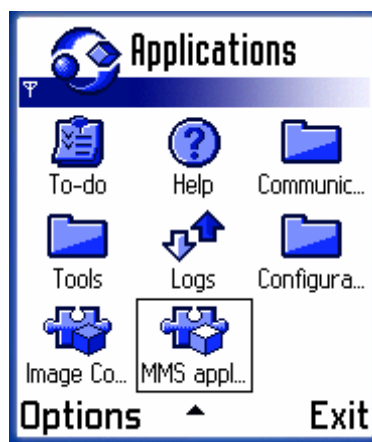 Applications
To-do Help Communic...
Tools Logs Configura...
Image Co... MMS appl...
Options Exit